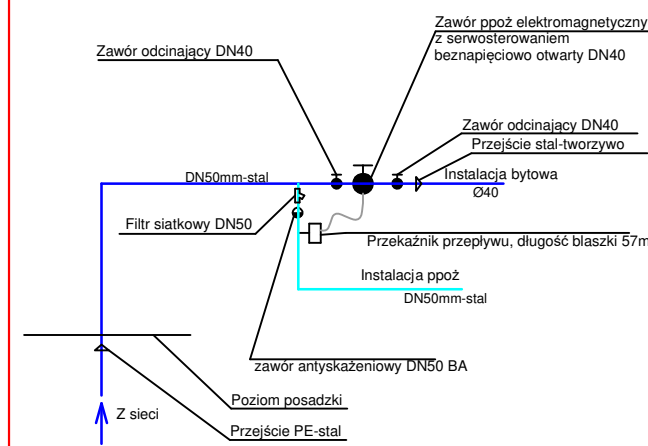 Zawór ppoż elektromagnetyczny
z serwosterowaniem
beznapięciowo otwarty DN40
Zawór odcinający DN40
Zawór odcinający DN40
Przejście stal-tworzywo
DN50mm-stal
Instalacja bytowa
Ø40
Filtr siatkowy DN50
Przekaźnik przepływu, długość blaszki 57m
Instalacja ppoż
DN50mm-stal
zawór antyskażeniowy DN50 BA
Poziom posadzki
Z sieci
Przejście PE-stal